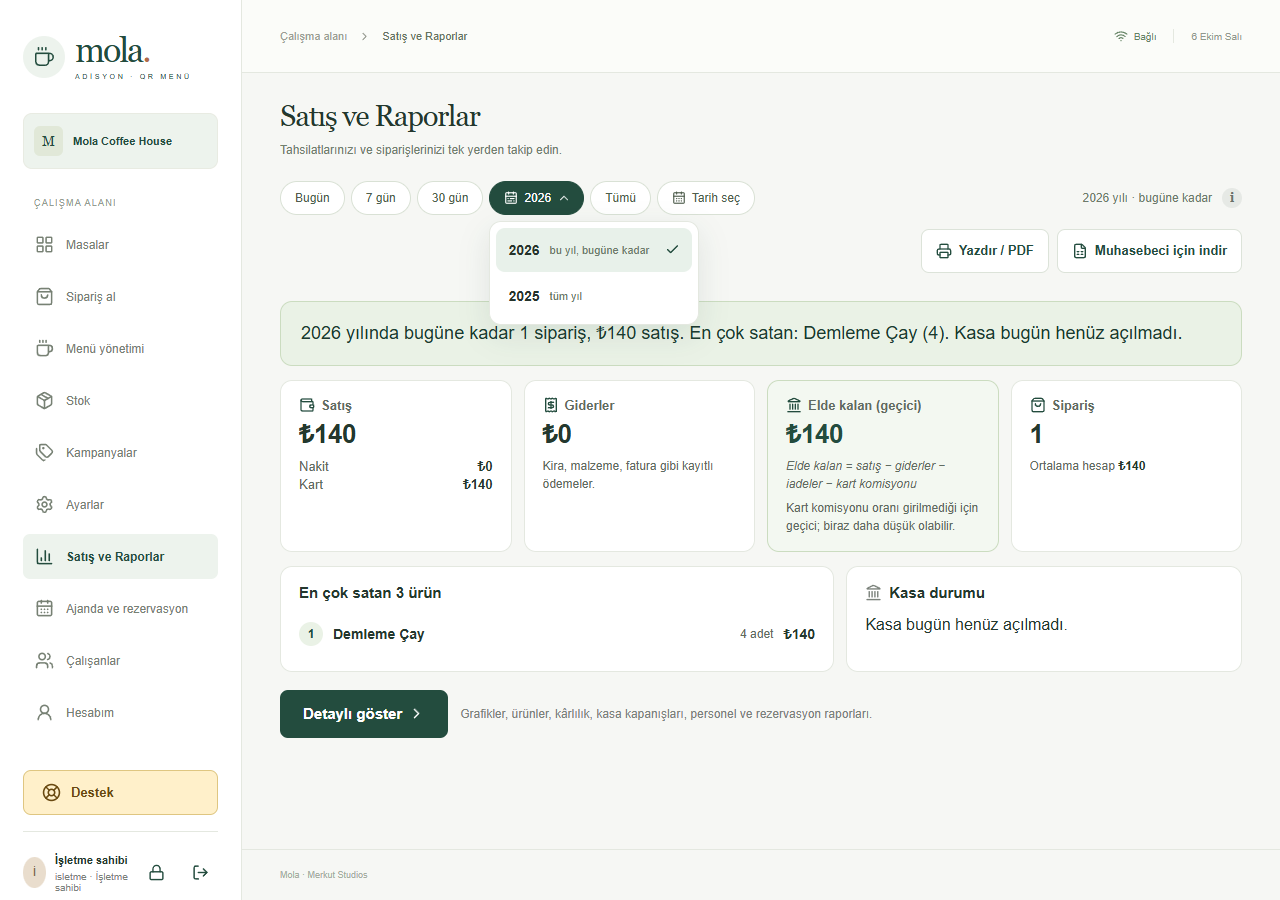 mola.
ADİSYON · QR MENÜ
M
Mola Coffee House
ÇALIŞMA ALANI
Masalar
Sipariş al
Menü yönetimi
Stok
Kampanyalar
Ayarlar
Satış ve Raporlar
Ajanda ve rezervasyon
Çalışanlar
Hesabım
Destek
İ
İşletme sahibi
isletme · İşletme
sahibi
Çalışma alanı
Satış ve Raporlar
Bağlı
6 Ekim Salı
Satış ve Raporlar
Tahsilatlarınızı ve siparişlerinizi tek yerden takip edin.
Bugün
7 gün
30 gün
2026
Tümü
Tarih seç
2026 yılı · bugüne kadar
i
2026 bu yıl, bugüne kadar
2025 tüm yıl
Yazdır / PDF
Muhasebeci için indir
2026 yılında bugüne kadar 1 sipariş, ₺140 satış. En çok satan: Demleme Çay (4). Kasa bugün henüz açılmadı.
Satış
₺140
Nakit ₺0
Kart ₺140
Giderler
₺0
Kira, malzeme, fatura gibi kayıtlı
ödemeler.
Elde kalan (geçici)
₺140
Elde kalan = satış − giderler −
iadeler − kart komisyonu
Kart komisyonu oranı girilmediği için
geçici; biraz daha düşük olabilir.
Sipariş
1
Ortalama hesap ₺140
En çok satan 3 ürün
1 Demleme Çay 4 adet ₺140
Kasa durumu
Kasa bugün henüz açılmadı.
Detaylı göster
Grafikler, ürünler, kârlılık, kasa kapanışları, personel ve rezervasyon raporları.
Mola · Merkut Studios